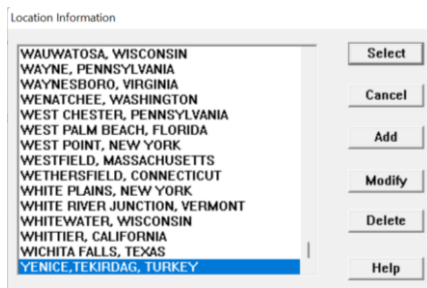 Location Information
WAUWATOSA, WISCONSIN
WAYNE, PENNSYLVANIA
WAYNESBORO, VIRGINIA
WENATCHEE, WASHINGTON
WEST CHESTER, PENNSYLVANIA
WEST PALM BEACH, FLORIDA
WEST POINT, NEW YORK
WESTFIELD, MASSACHUSETTS
WETHERSFIELD, CONNECTICUT
WHITE PLAINS, NEW YORK
WHITE RIVER JUNCTION, VERMONT
WHITEWATER, WISCONSIN
WHITTIER, CALIFORNIA
WICHITA FALLS, TEXAS
YENICE,TEKIRDAG, TURKEY
Select
Cancel
Add
Modify
Delete
Help